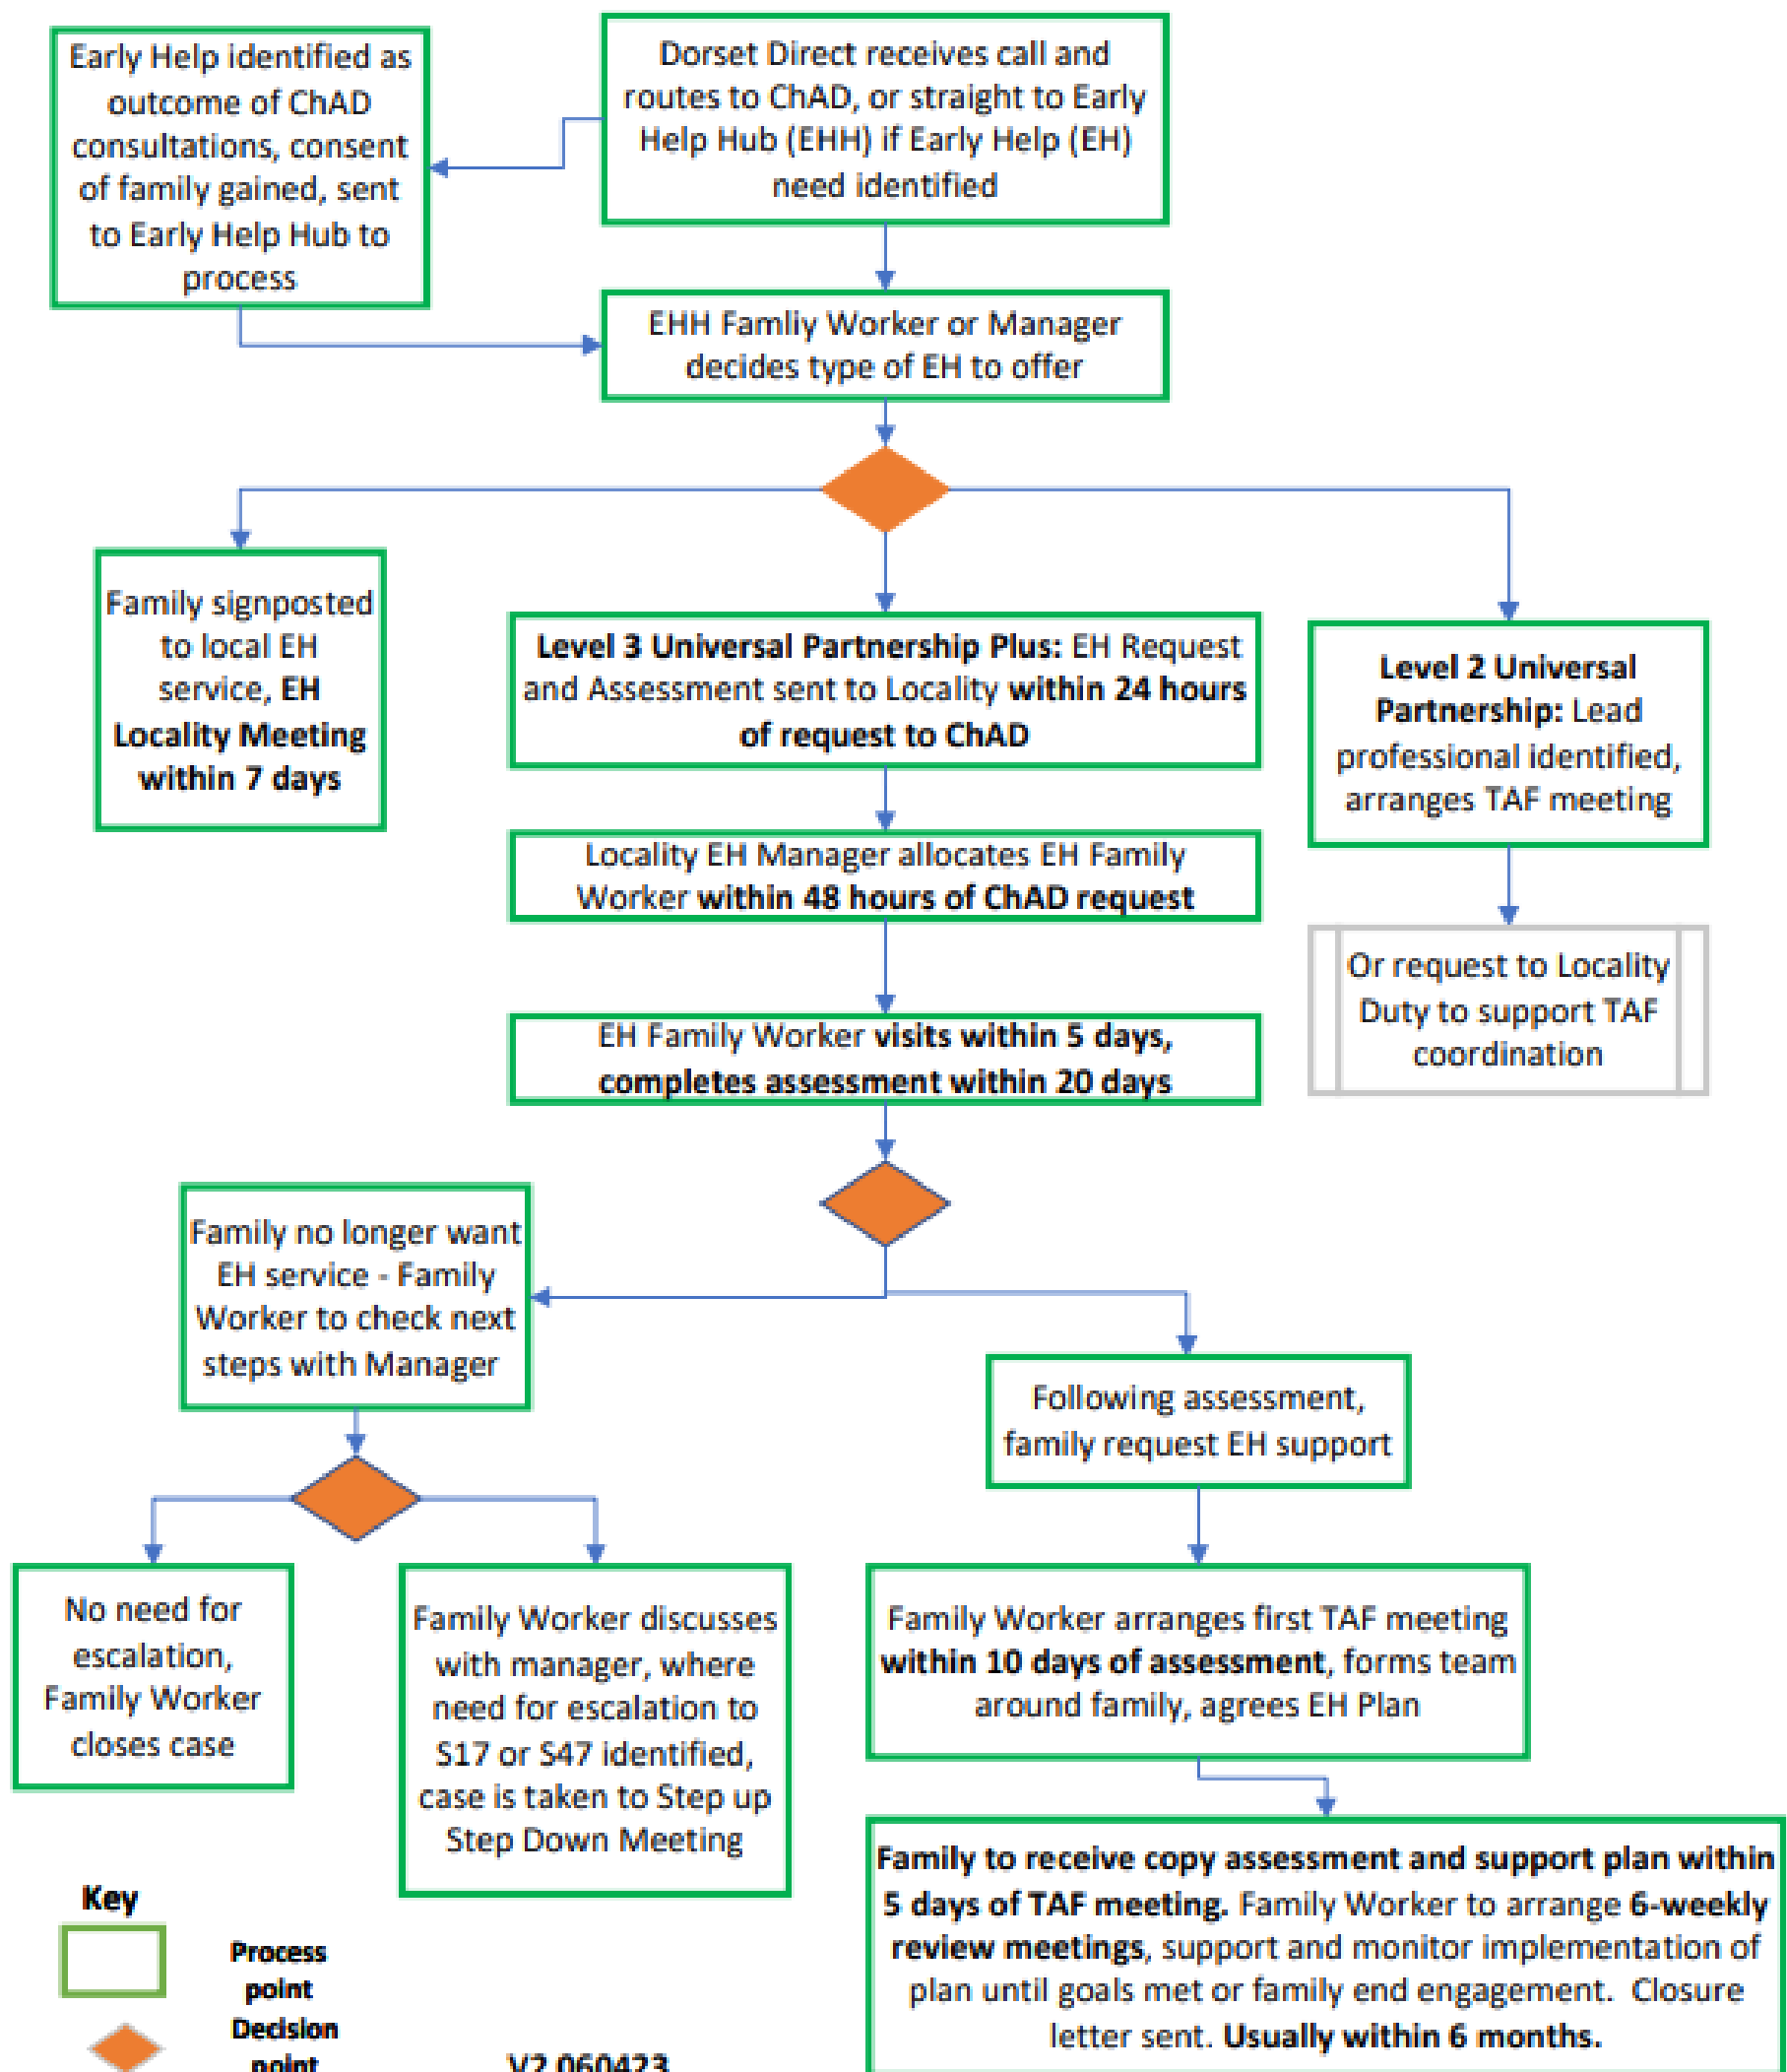 Early Help identified as
outcome of ChAD
consultations, consent
of family gained, sent
to Early Help Hub to
process
Dorset Direct receives call and
routes to ChAD, or straight to Early
Help Hub (EHH) if Early Help (EH)
need identified
EHH Famliy Worker or Manager
decides type of EH to offer
Family signposted
to local EH
service, EH
Locality Meeting
within 7 days
Level 3 Universal Partnership Plus: EH Request
and Assessment sent to Locality within 24 hours
of request to ChAD
Level 2 Universal
Partnership: Lead
professional identified,
arranges TAF meeting
Locality EH Manager allocates EH Family
Worker within 48 hours of ChAD request
Or request to Locality
Duty to support TAF
coordination
EH Family Worker visits within 5 days,
completes assessment within 20 days
Family no longer want
EH service - Family
Worker to check next
steps with Manager
Following assessment,
family request EH support
No need for
escalation,
Family Worker
closes case
Family Worker discusses
with manager, where
need for escalation to
S17 or S47 identified,
case is taken to Step up
Step Down Meeting
Family Worker arranges first TAF meeting
within 10 days of assessment, forms team
around family, agrees EH Plan
Family to receive copy assessment and support plan within
5 days of TAF meeting. Family Worker to arrange 6-weekly
review meetings, support and monitor implementation of
plan until goals met or family end engagement. Closure
letter sent. Usually within 6 months.
Key
Process
point
Decision
point
V2 060423